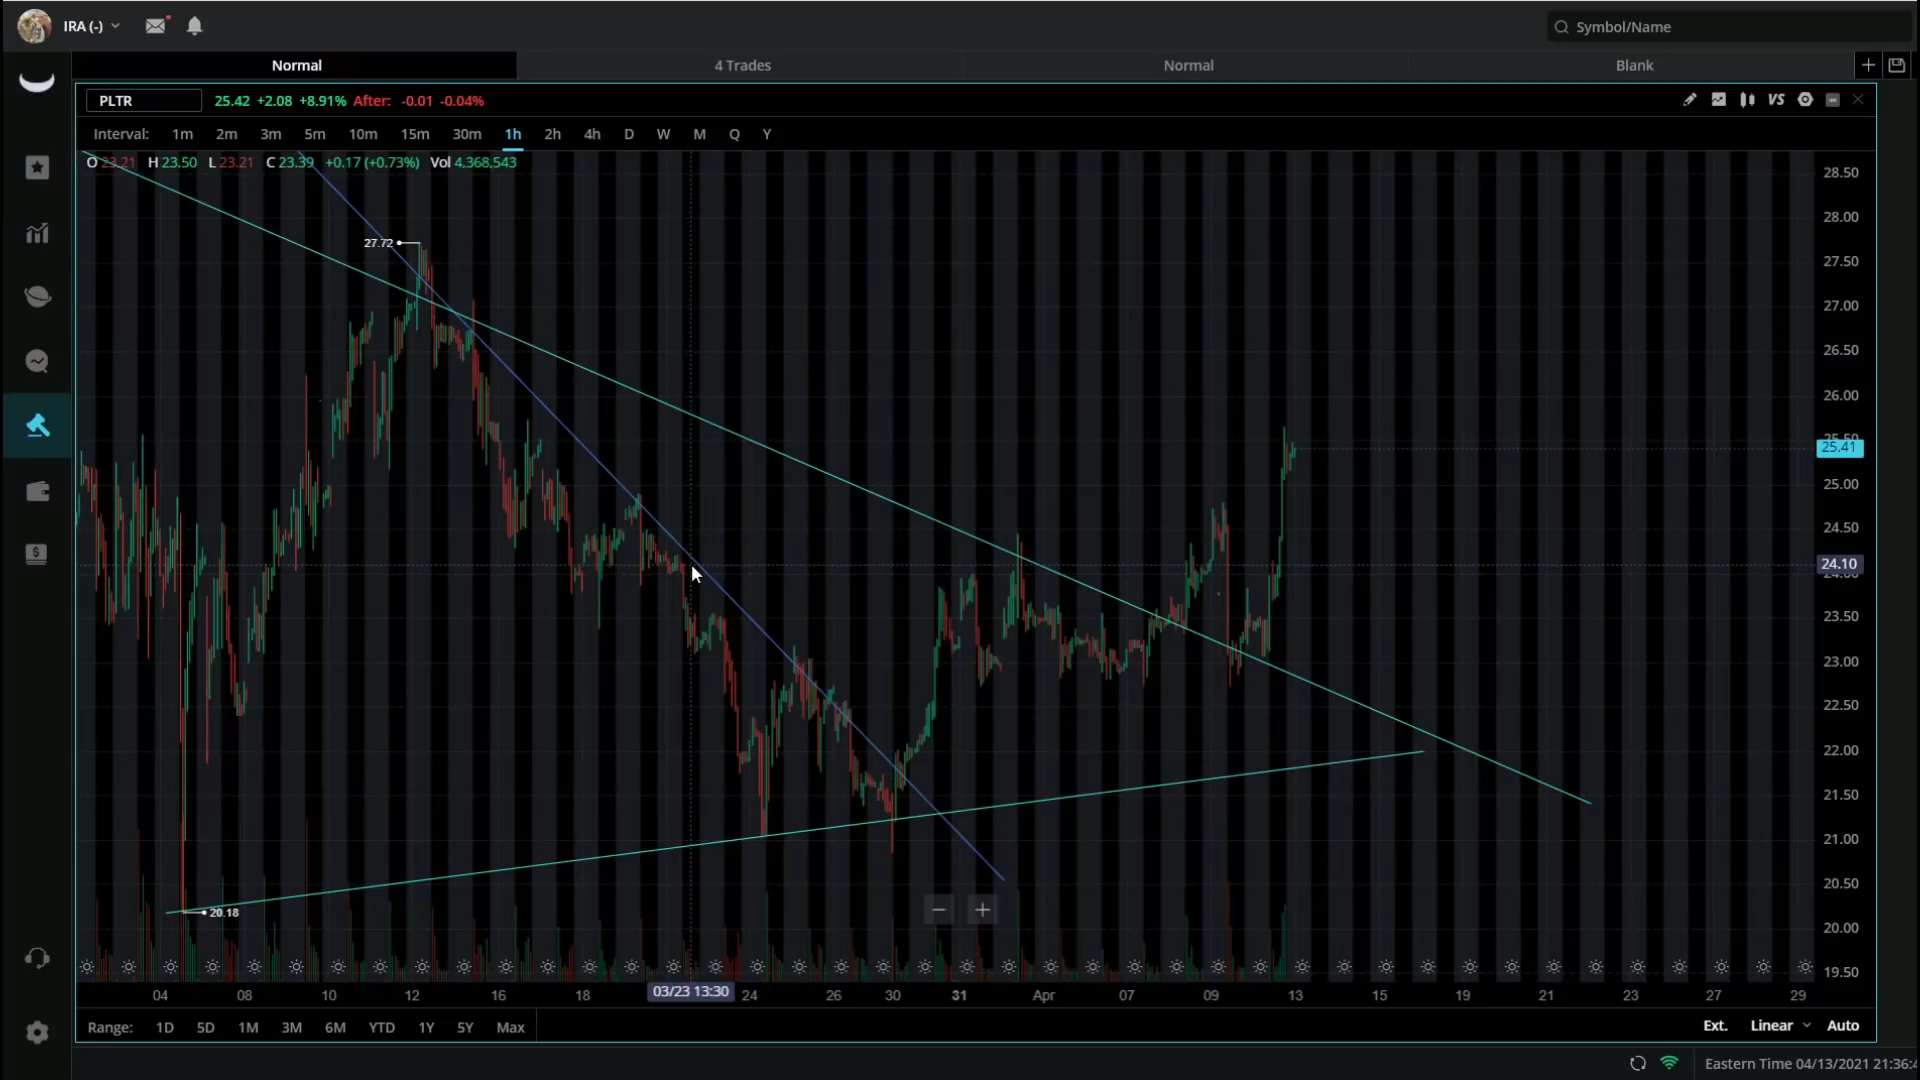 IRA (-)
Symbol/Name
Normal
4 Trades
Normal
Blank
PLTR 25.42 +2.08 +8.91% After: -0.01 -0.04%
VS
Interval: 1m 2m 3m 5m 10m 15m 30m 1h 2h 4h D W M Q Y
O 23.21 H 23.50 L 23.21 C 23.39 +0.17 (+0.73%) Vol 4,368,543
28.50
28.00
27.72
27.50
27.00
26.50
26.00
25.50
25.41
25.00
24.50
24.10
24.00
23.50
23.00
22.50
22.00
21.50
21.00
20.50
20.18
20.00
19.50
04 08 10 12 16 18 03/23 13:30 24 26 30 31 Apr 07 09 13 15 19 21 23 27 29
Range: 1D 5D 1M 3M 6M YTD 1Y 5Y Max
Ext. Linear Auto
Eastern Time 04/13/2021 21:36:4